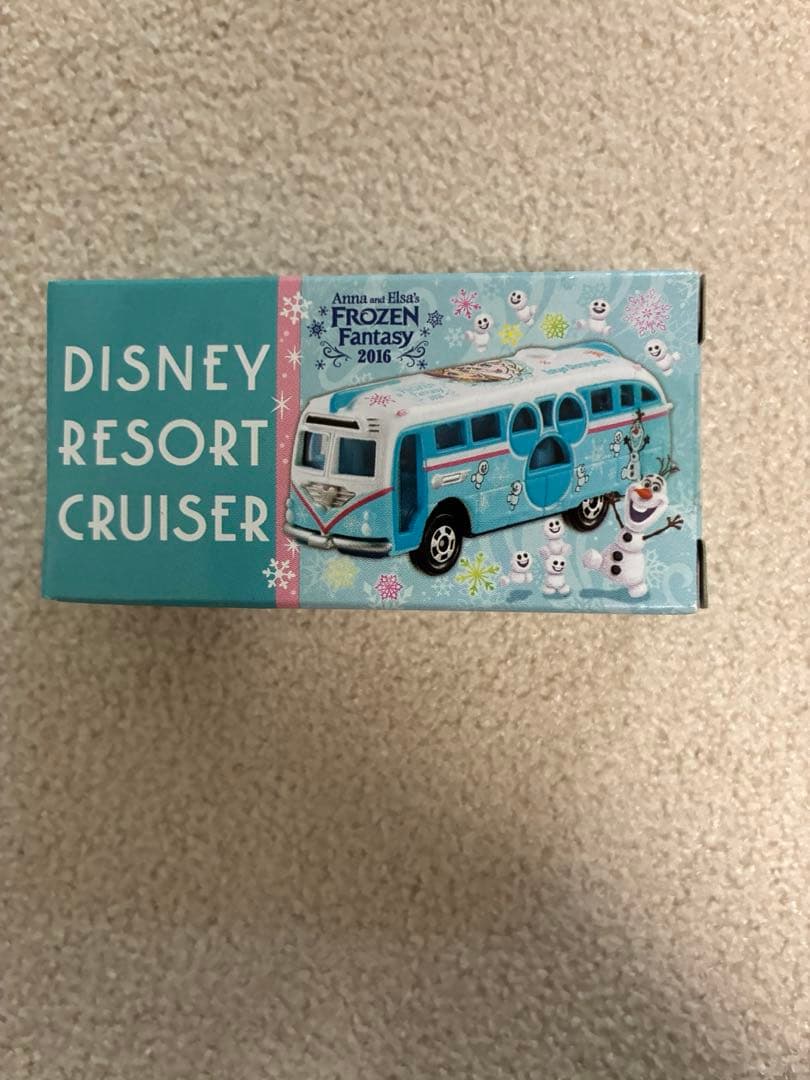 DISNEY
RESORT
CRUISER
Anna and Elsa's
FROZEN
Fantasy
2016